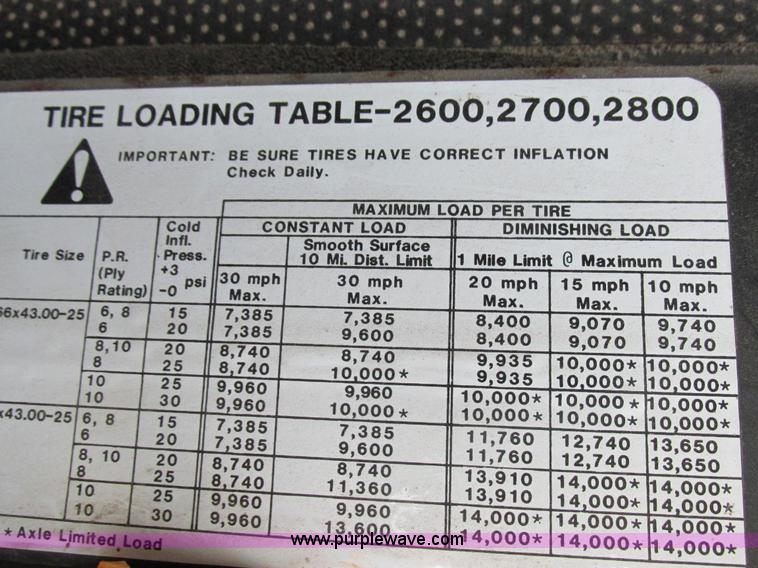 TIRE LOADING TABLE-2600,2700,2800
IMPORTANT: BE SURE TIRES HAVE CORRECT INFLATION
Check Daily.
MAXIMUM LOAD PER TIRE
CONSTANT LOAD DIMINISHING LOAD
Tire Size P.R. (Ply Rating) Cold Infl. Press. +3 -0 psi
Smooth Surface
10 Mi. Dist. Limit 1 Mile Limit @ Maximum Load
30 mph Max. 30 mph Max. 20 mph Max. 15 mph Max. 10 mph Max.
66x43.00-25 6, 8 15 7,385 7,385 8,400 9,070 9,740
6 20 7,385 9,600 8,400 9,070 9,740
8,10 20 8,740 8,740 9,935 10,000* 10,000*
8 25 8,740 10,000* 9,935 10,000* 10,000*
10 25 9,960 9,960 10,000* 10,000* 10,000*
10 30 9,960 10,000* 10,000* 10,000* 10,000*
x43.00-25 6, 8 15 7,385 7,385 11,760 12,740 13,650
6 20 7,385 9,600 11,760 12,740 13,650
8, 10 20 8,740 8,740 13,910 14,000* 14,000*
8 25 8,740 11,360 13,910 14,000* 14,000*
10 25 9,960 9,960 14,000* 14,000* 14,000*
10 30 9,960 13,600 14,000* 14,000* 14,000*
* Axle Limited Load
www.purplewave.com